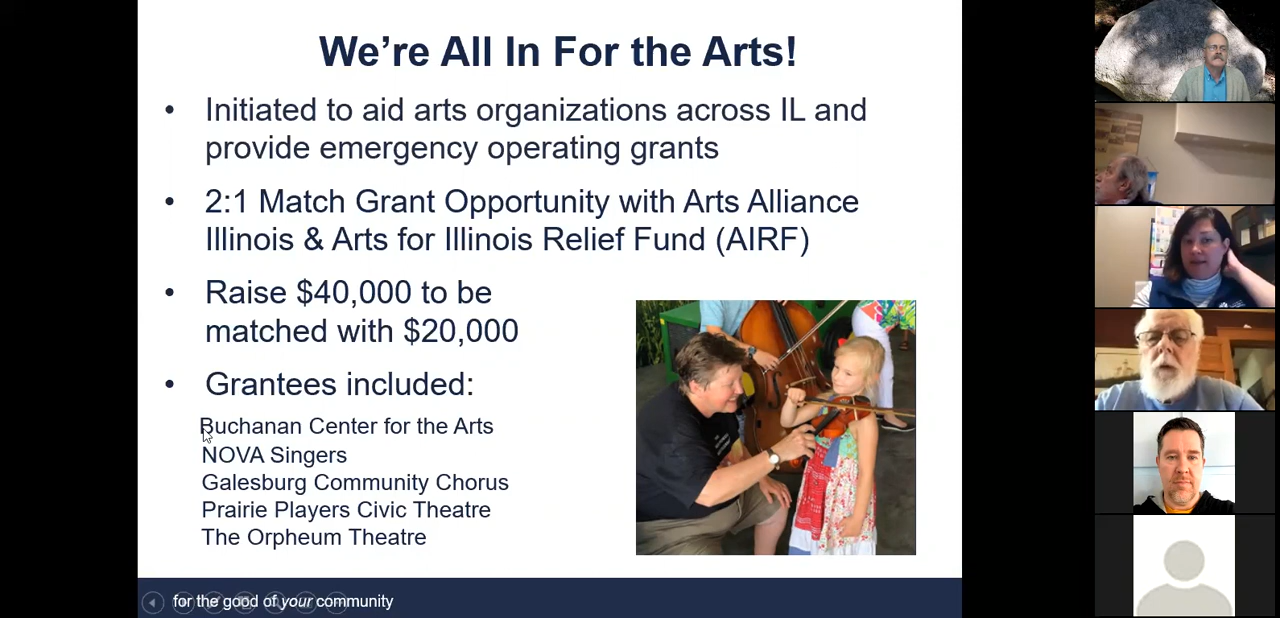 We're All In For the Arts!
• Initiated to aid arts organizations across IL and
provide emergency operating grants
• 2:1 Match Grant Opportunity with Arts Alliance
Illinois & Arts for Illinois Relief Fund (AIRF)
• Raise $40,000 to be
matched with $20,000
• Grantees included:
Buchanan Center for the Arts
NOVA Singers
Galesburg Community Chorus
Prairie Players Civic Theatre
The Orpheum Theatre
for the good of your community